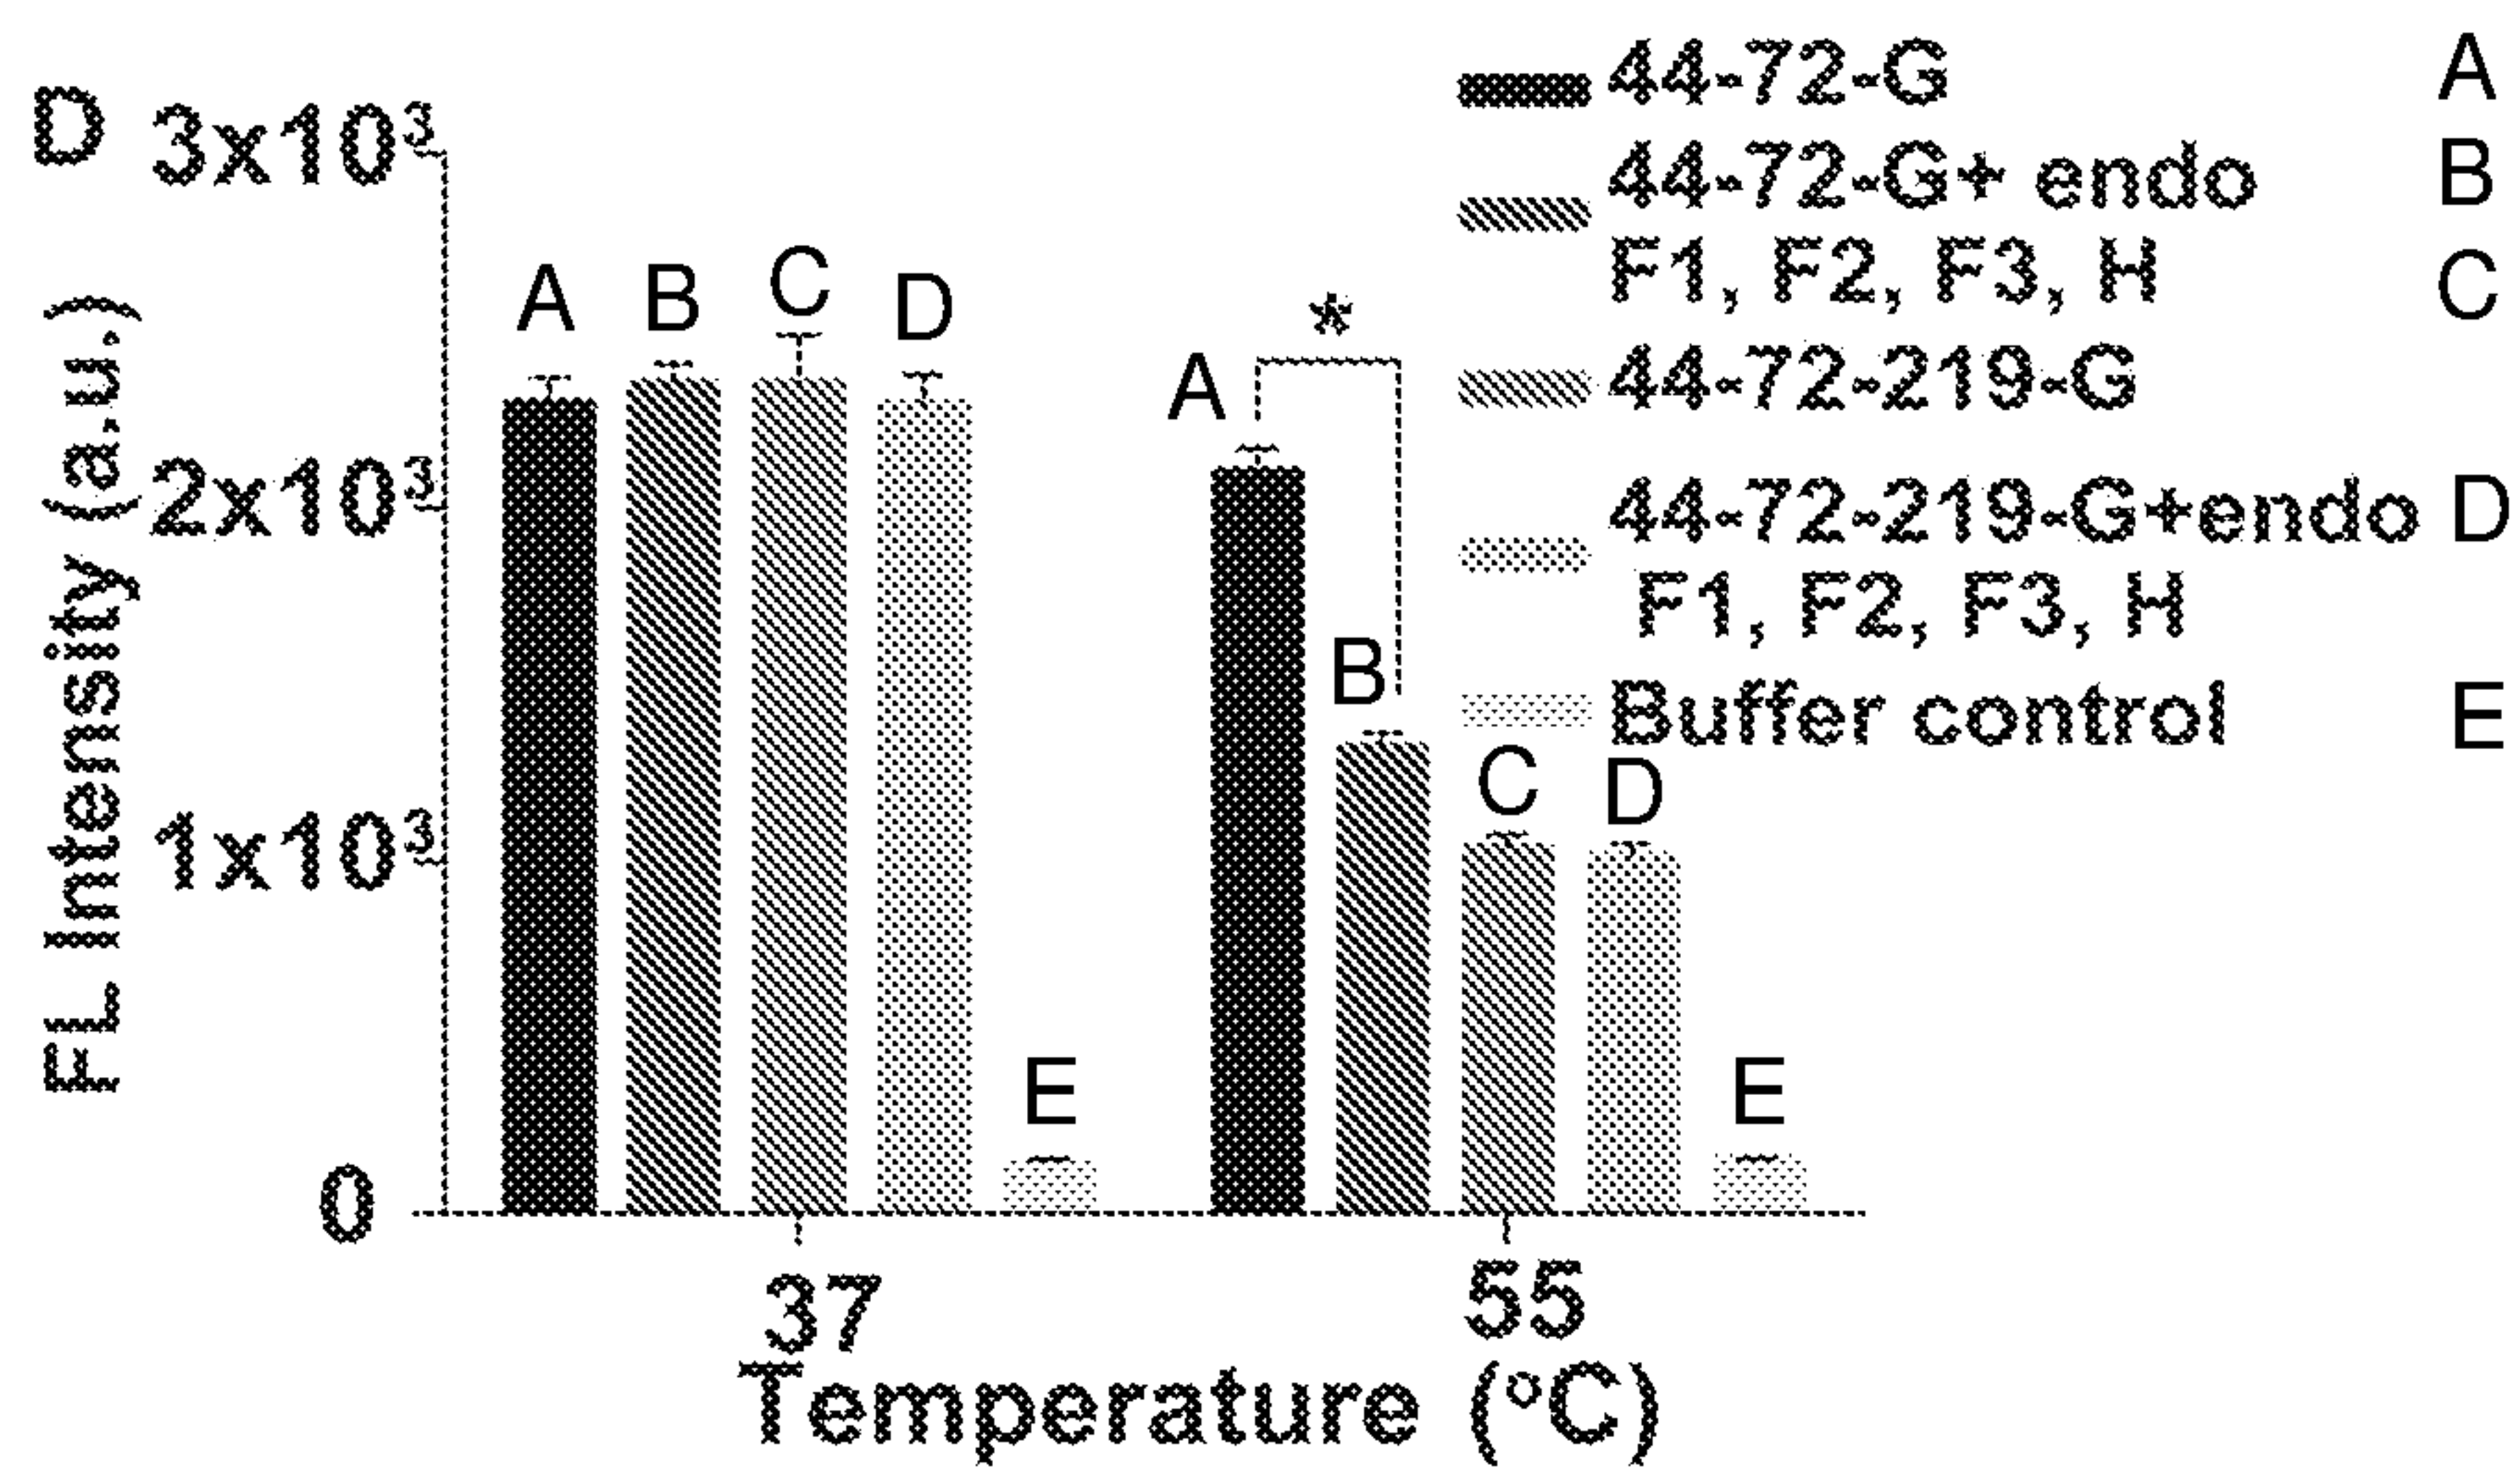 D
3x10³
2x10³
1x10³
0
FL Intensity (a.u.)
A
B
C
D
E
*
A
B
C
D
E
44-72-G A
44-72-G+ endo B
F1, F2, F3, H C
44-72-219-G
44-72-219-G+endo D
F1, F2, F3, H
Buffer control E
37
55
Temperature (°C)